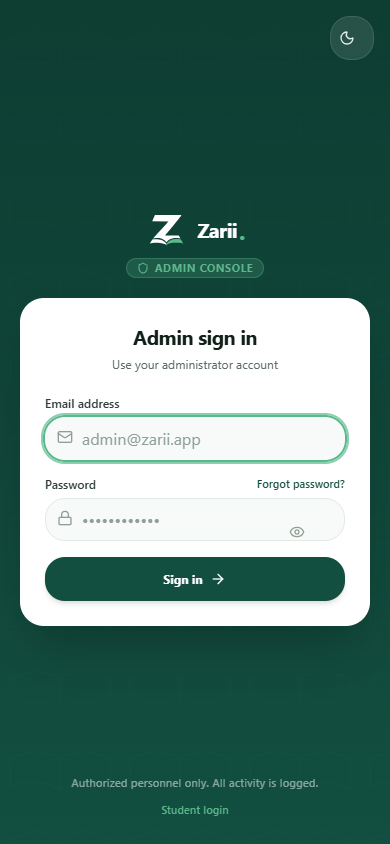 Zarii.
ADMIN CONSOLE
Admin sign in
Use your administrator account
Email address
admin@zarii.app
Password
Forgot password?
••••••••••••
Sign in →
Authorized personnel only. All activity is logged.
Student login